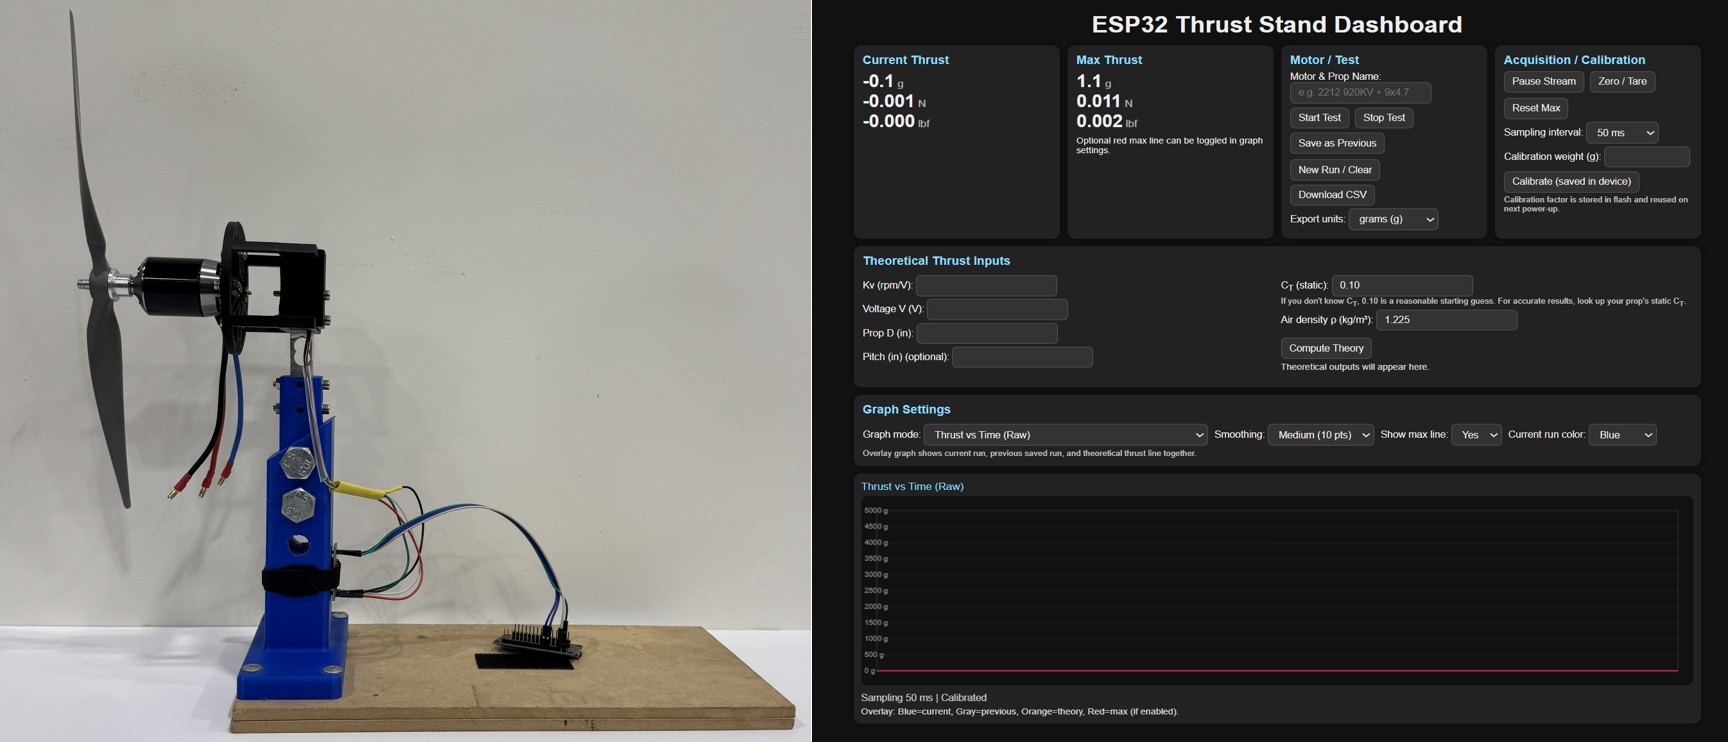 ESP32 Thrust Stand Dashboard
Current Thrust
-0.1 g
-0.001 N
-0.000 lbf
Max Thrust
1.1 g
0.011 N
0.002 lbf
Optional red max line can be toggled in graph
settings.
Motor / Test
Motor & Prop Name:
e.g. 2212 920KV + 9x4.7
Start Test Stop Test
Save as Previous
New Run / Clear
Download CSV
Export units: grams (g)
Acquisition / Calibration
Pause Stream Zero / Tare
Reset Max
Sampling interval: 50 ms
Calibration weight (g):
Calibrate (saved in device)
Calibration factor is stored in flash and reused on
next power-up.
Theoretical Thrust Inputs
Kv (rpm/V):
Voltage V (V):
Prop D (in):
Pitch (in) (optional):
CT (static): 0.10
If you don't know CT, 0.10 is a reasonable starting guess. For accurate results, look up your prop's static CT.
Air density ρ (kg/m³): 1.225
Compute Theory
Theoretical outputs will appear here.
Graph Settings
Graph mode: Thrust vs Time (Raw) Smoothing: Medium (10 pts) Show max line: Yes Current run color: Blue
Overlay graph shows current run, previous saved run, and theoretical thrust line together.
Thrust vs Time (Raw)
5000 g
4500 g
4000 g
3500 g
3000 g
2500 g
2000 g
1500 g
1000 g
500 g
0 g
Sampling 50 ms | Calibrated
Overlay: Blue=current, Gray=previous, Orange=theory, Red=max (if enabled).